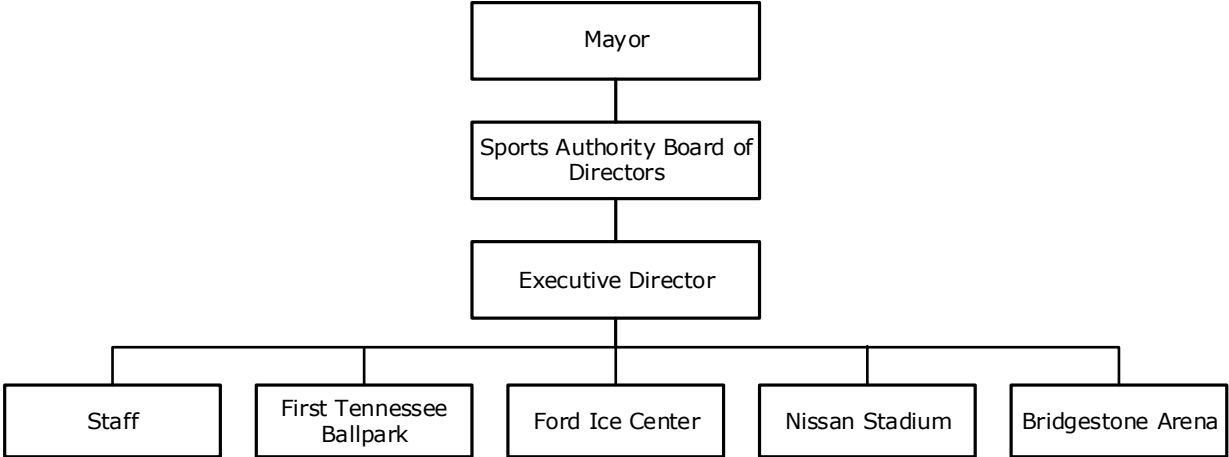 Mayor
Sports Authority Board of
Directors
Executive Director
Staff
First Tennessee
Ballpark
Ford Ice Center
Nissan Stadium
Bridgestone Arena